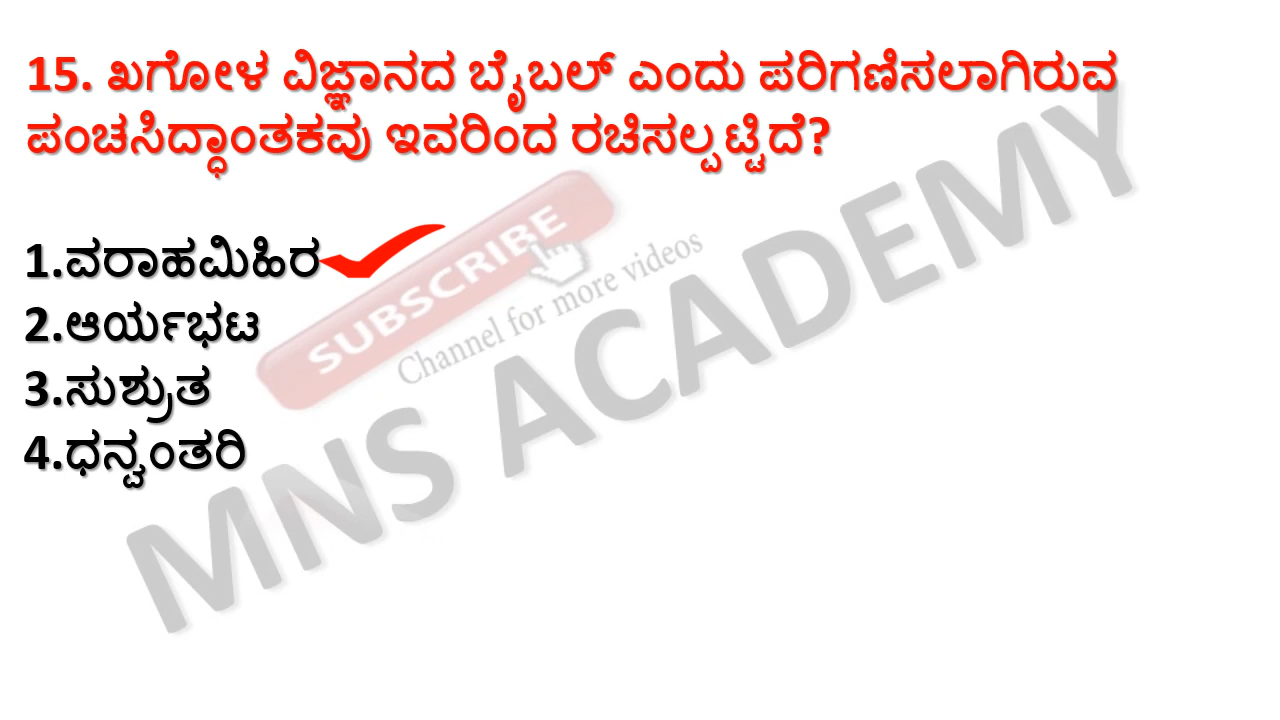 15. ಖಗೋಳ ವಿಜ್ಞಾನದ ಬೈಬಲ್ ಎಂದು ಪರಿಗಣಿಸಲಾಗಿರುವ
ಪಂಚಸಿದ್ಧಾಂತಕವು ಇವರಿಂದ ರಚಿಸಲ್ಪಟ್ಟಿದೆ?
1.ವರಾಹಮಿಹಿರ
2.ಆರ್ಯಭಟ
3.ಸುಶ್ರುತ
4.ಧನ್ವಂತರಿ
SUBSCRIBE
Channel for more videos
MNS ACADEMY